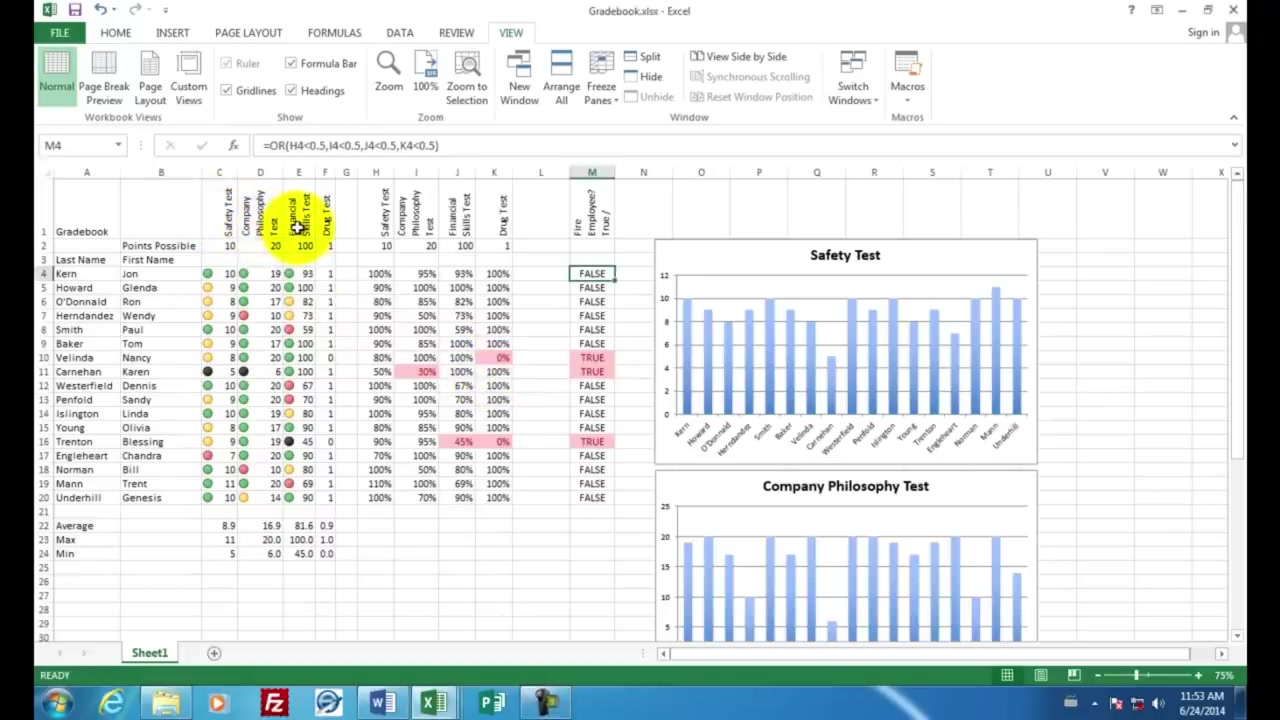 Gradebook.xlsx - Excel
FILE HOME INSERT PAGE LAYOUT FORMULAS DATA REVIEW VIEW Sign in
Normal Page Break Preview Page Layout Custom Views
Ruler Formula Bar
Gridlines Headings
Zoom 100% Zoom to Selection
New Window Arrange All Freeze Panes
Split
Hide
Unhide
View Side by Side
Synchronous Scrolling
Reset Window Position
Switch Windows Macros
Workbook Views Show Zoom Window Macros
M4 fx =OR(H4<0.5,I4<0.5,J4<0.5,K4<0.5)
A B C D E F G H I J K L M N O P Q R S T U V W X
1 Gradebook Safety Test Company Philosophy Test Financial Skills Test Drug Test Safety Test Company Philosophy Test Financial Skills Test Drug Test Fire Employee? True /
2 Points Possible 10 20 100 1 10 20 100 1
3 Last Name First Name
4 Kern Jon 10 19 93 1 100% 95% 93% 100% FALSE
5 Howard Glenda 9 20 100 1 90% 100% 100% 100% FALSE
6 O'Donald Ron 8 17 82 1 80% 85% 82% 100% FALSE
7 Herndandez Wendy 9 10 73 1 90% 50% 73% 100% FALSE
8 Smith Paul 10 20 59 1 100% 100% 59% 100% FALSE
9 Baker Tom 9 17 100 1 90% 85% 100% 100% FALSE
10 Velinda Nancy 8 20 100 0 80% 100% 100% 0% TRUE
11 Carnehan Karen 5 6 100 1 50% 30% 100% 100% TRUE
12 Westerfield Dennis 10 20 67 1 100% 100% 67% 100% FALSE
13 Penfold Sandy 9 20 70 1 90% 100% 70% 100% FALSE
14 Islington Linda 10 19 80 1 100% 95% 80% 100% FALSE
15 Young Olivia 8 17 90 1 80% 85% 90% 100% FALSE
16 Trenton Blessing 9 19 45 0 90% 95% 45% 0% TRUE
17 Engleheart Chandra 7 20 90 1 70% 100% 90% 100% FALSE
18 Norman Bill 10 10 80 1 100% 50% 80% 100% FALSE
19 Mann Trent 11 20 69 1 110% 100% 69% 100% FALSE
20 Underhill Genesis 10 14 90 1 100% 70% 90% 100% FALSE
21
22 Average 8.9 16.9 81.6 0.9
23 Max 11 20.0 100.0 1.0
24 Min 5 6.0 45.0 0.0
25
26
27
28
29
30
Safety Test
12
10
8
6
4
2
0
Kern Howard O'Donald Herndandez Smith Baker Velinda Carnehan Westerfield Penfold Islington Young Trenton Engleheart Norman Mann Underhill
Company Philosophy Test
25
20
15
10
5
Sheet1
READY 75%
11:53 AM
6/24/2014